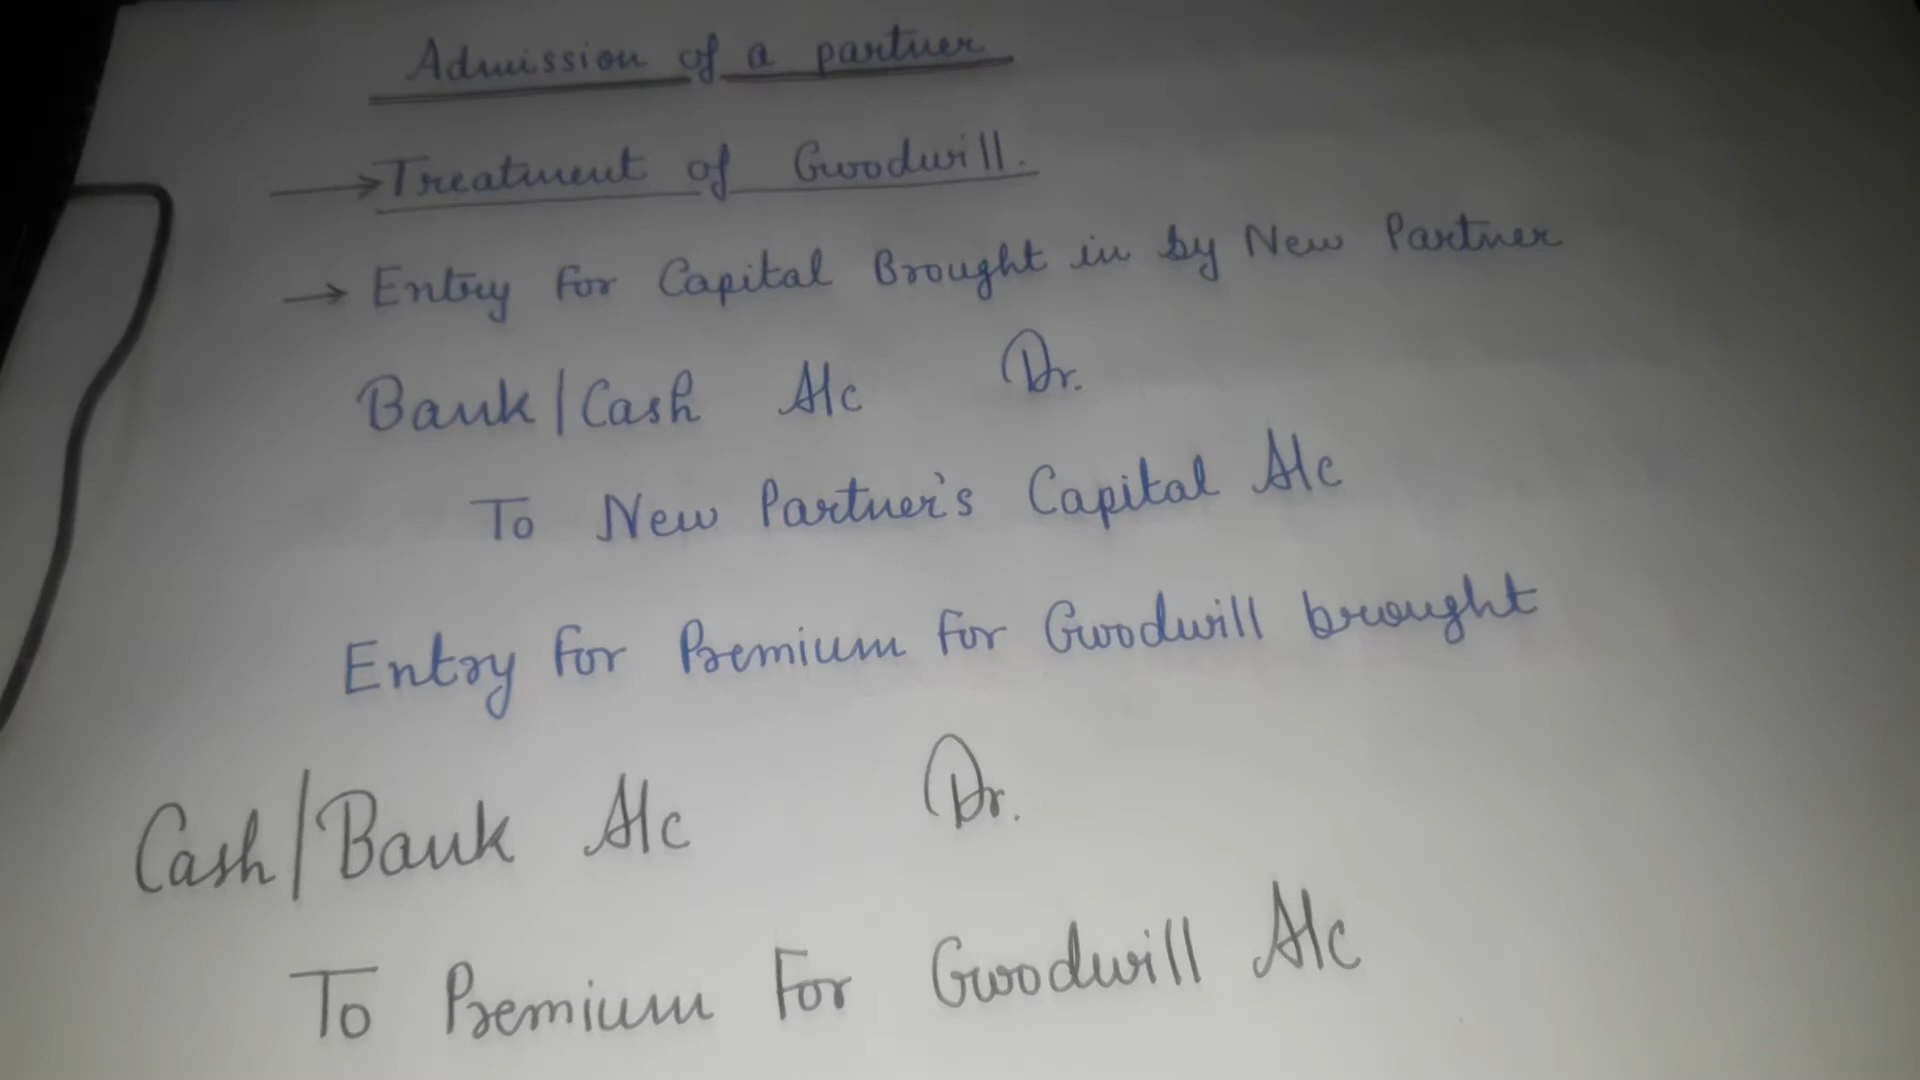 Admission of a partner
→ Treatment of Goodwill.
→ Entry For Capital Brought in by New Partner
Bank/Cash A/c Dr.
To New Partner's Capital A/c
Entry For Premium For Goodwill brought
Cash/Bank A/c Dr.
To Premium For Goodwill A/c